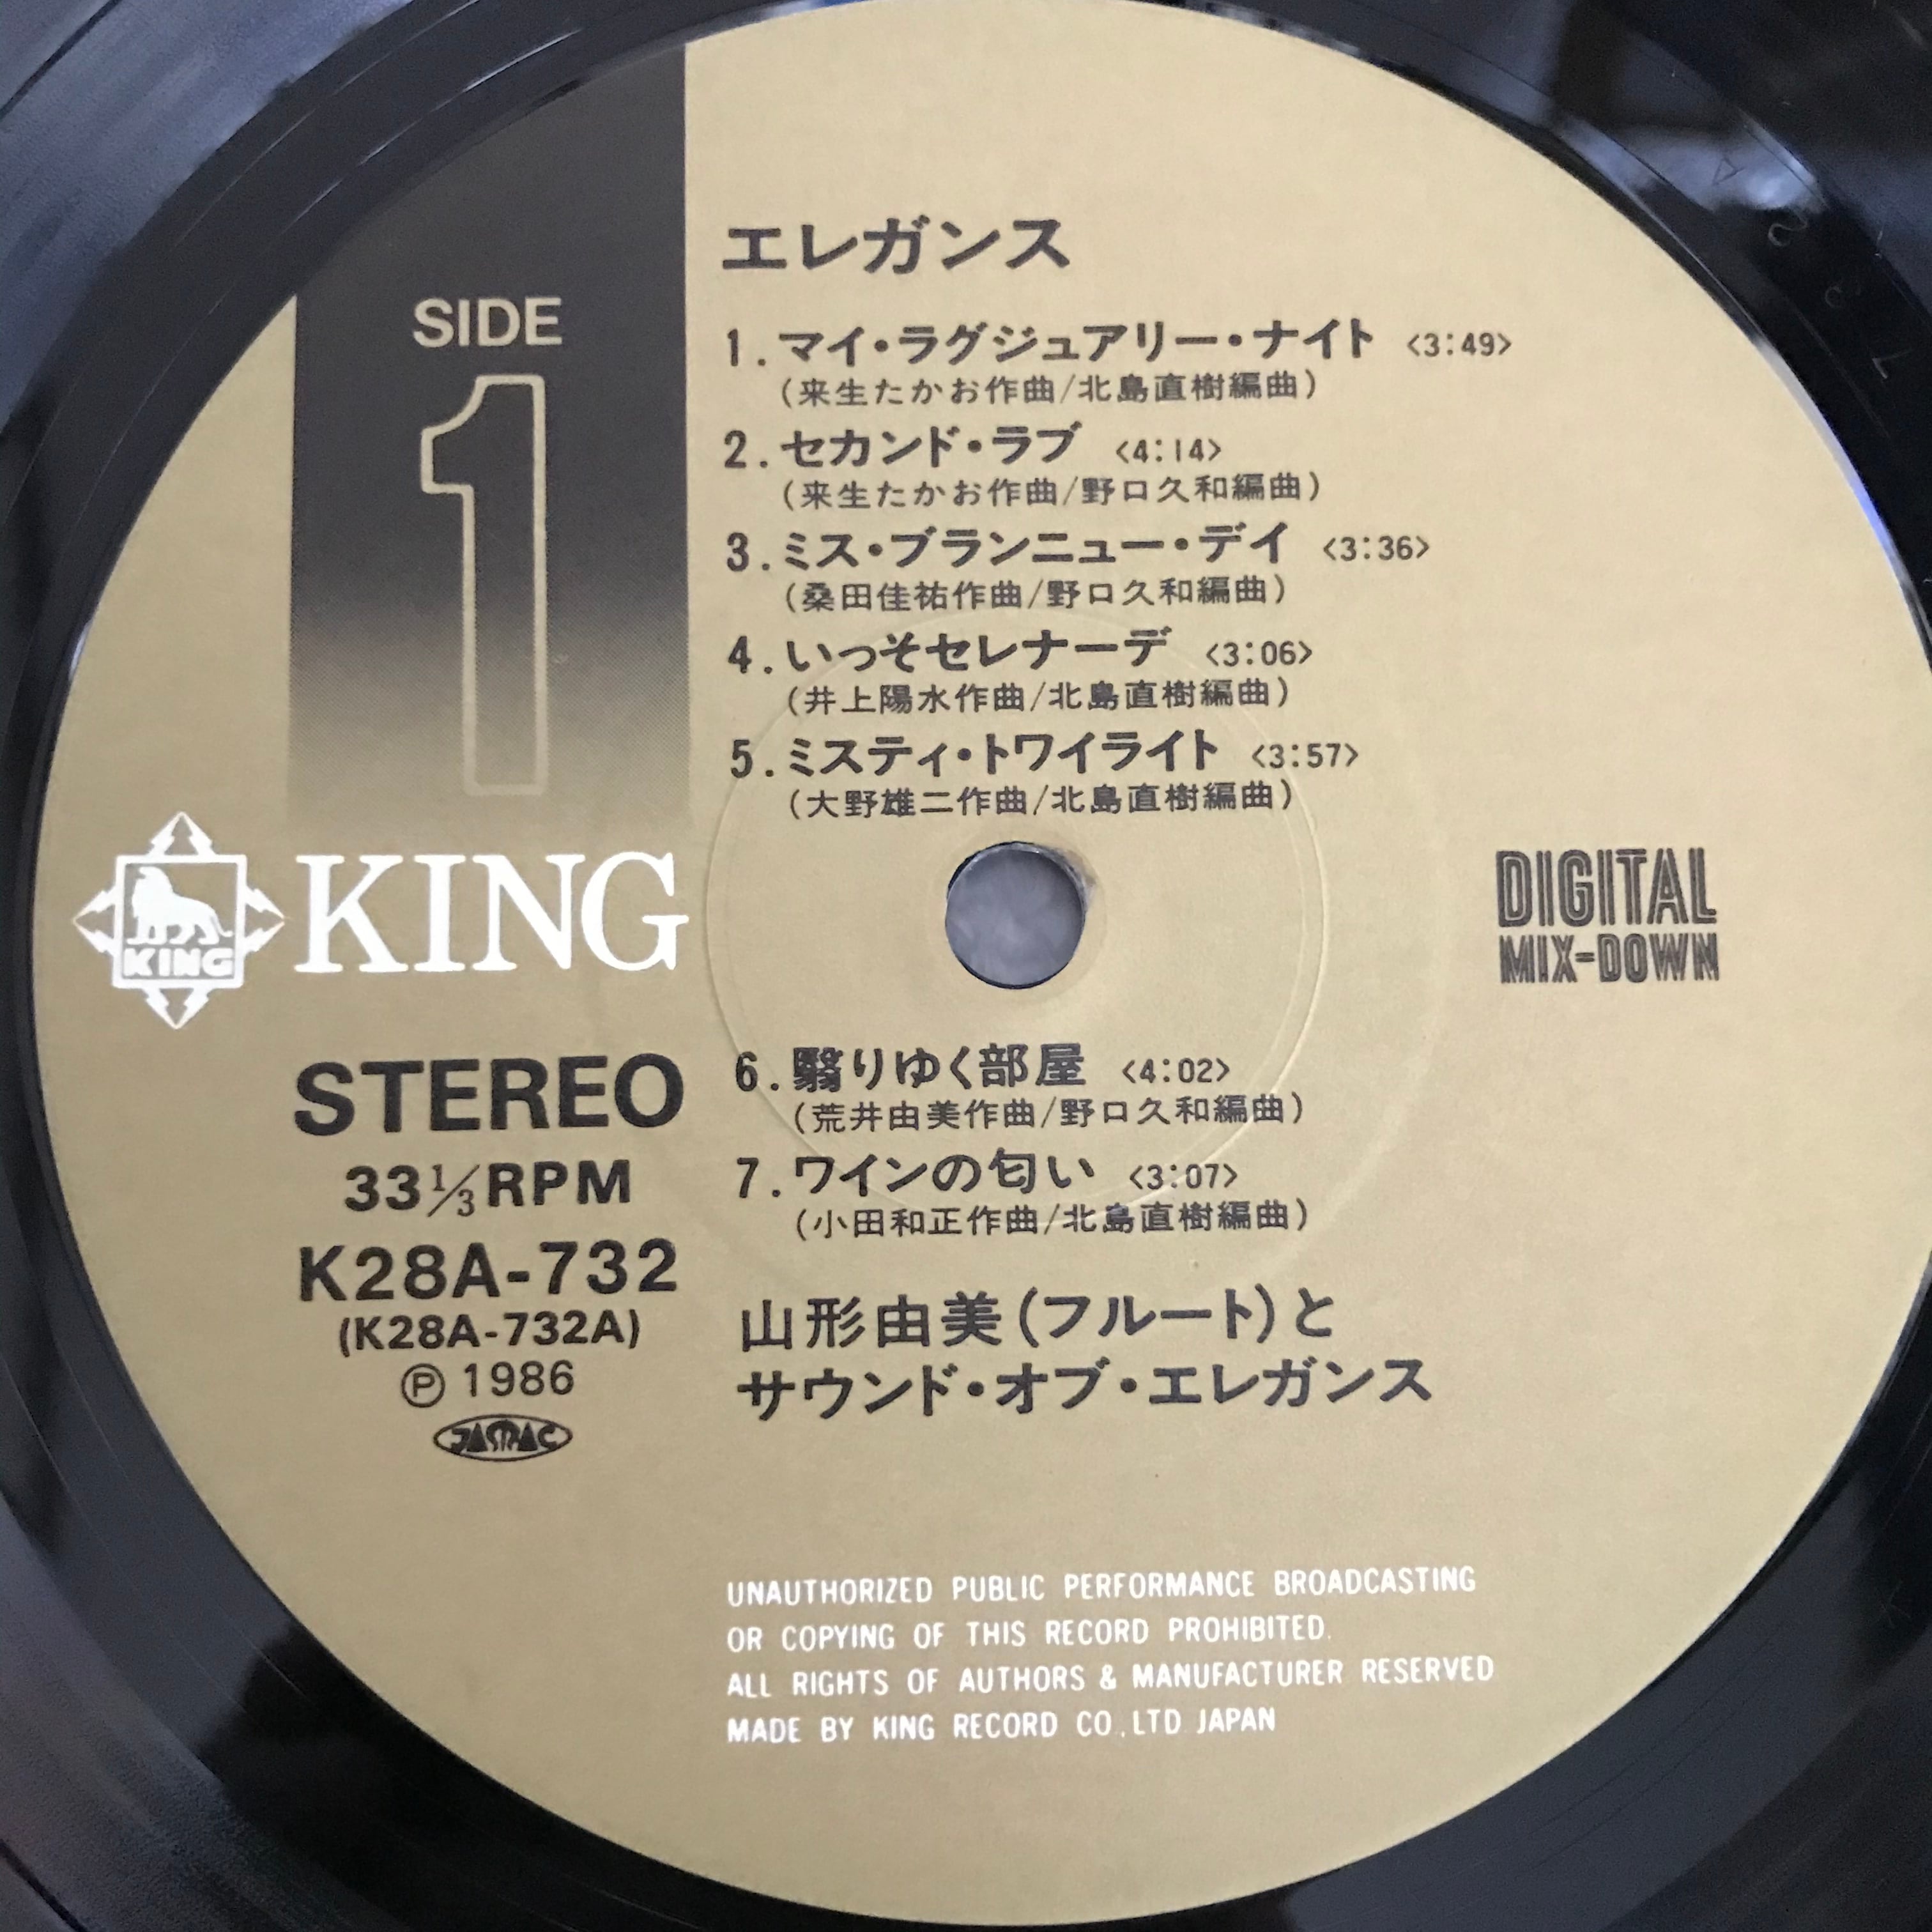 SIDE
1
エレガンス
1.マイ・ラグジュアリー・ナイト <3:49>
(来生たかお作曲/北島直樹編曲)
2.セカンド・ラブ <4:14>
(来生たかお作曲/野口久和編曲)
3.ミス・ブランニュー・デイ <3:36>
(桑田佳祐作曲/野口久和編曲)
4.いっそセレナーデ <3:06>
(井上陽水作曲/北島直樹編曲)
5.ミスティ・トワイライト <3:57>
(大野雄二作曲/北島直樹編曲)
KING
KING
DIGITAL
MIX-DOWN
6.翳りゆく部屋 <4:02>
(荒井由美作曲/野口久和編曲)
7.ワインの匂い <3:07>
(小田和正作曲/北島直樹編曲)
STEREO
33 1/3 RPM
K28A-732
(K28A-732A)
Ⓟ 1986
JASRAC
山形由美(フルート)と
サウンド・オブ・エレガンス
UNAUTHORIZED PUBLIC PERFORMANCE BROADCASTING
OR COPYING OF THIS RECORD PROHIBITED.
ALL RIGHTS OF AUTHORS & MANUFACTURER RESERVED
MADE BY KING RECORD CO.,LTD JAPAN